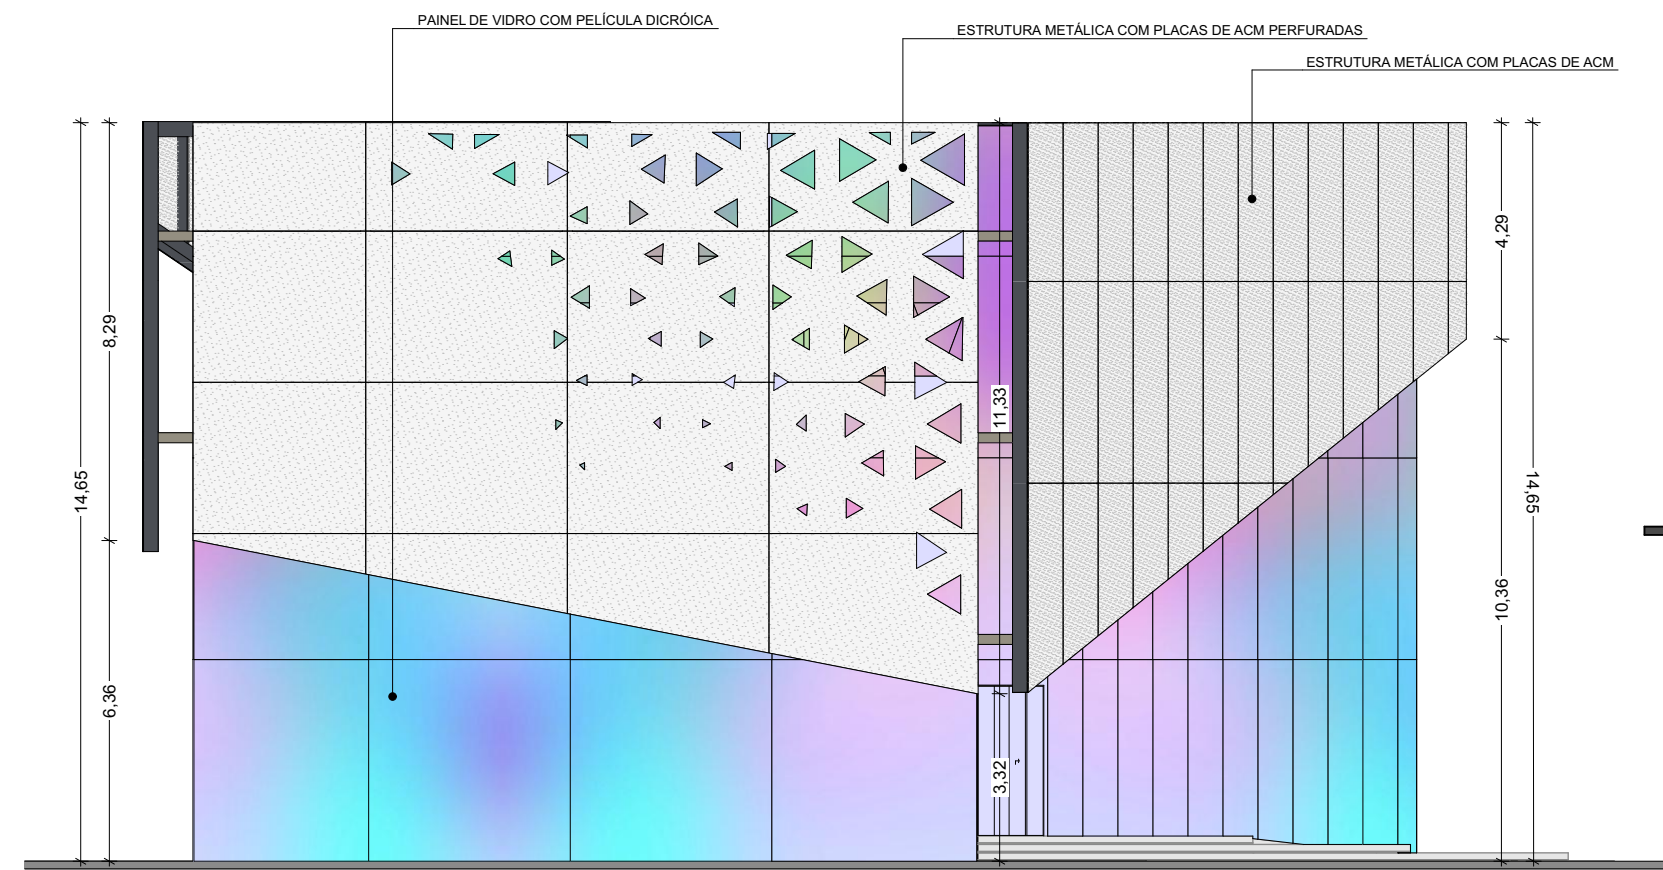 PAINEL DE VIDRO COM PELÍCULA DICRÓICA
ESTRUTURA METÁLICA COM PLACAS DE ACM PERFURADAS
ESTRUTURA METÁLICA COM PLACAS DE ACM
14,65
8,29
6,36
11,33
3,32
4,29
10,36
14,65